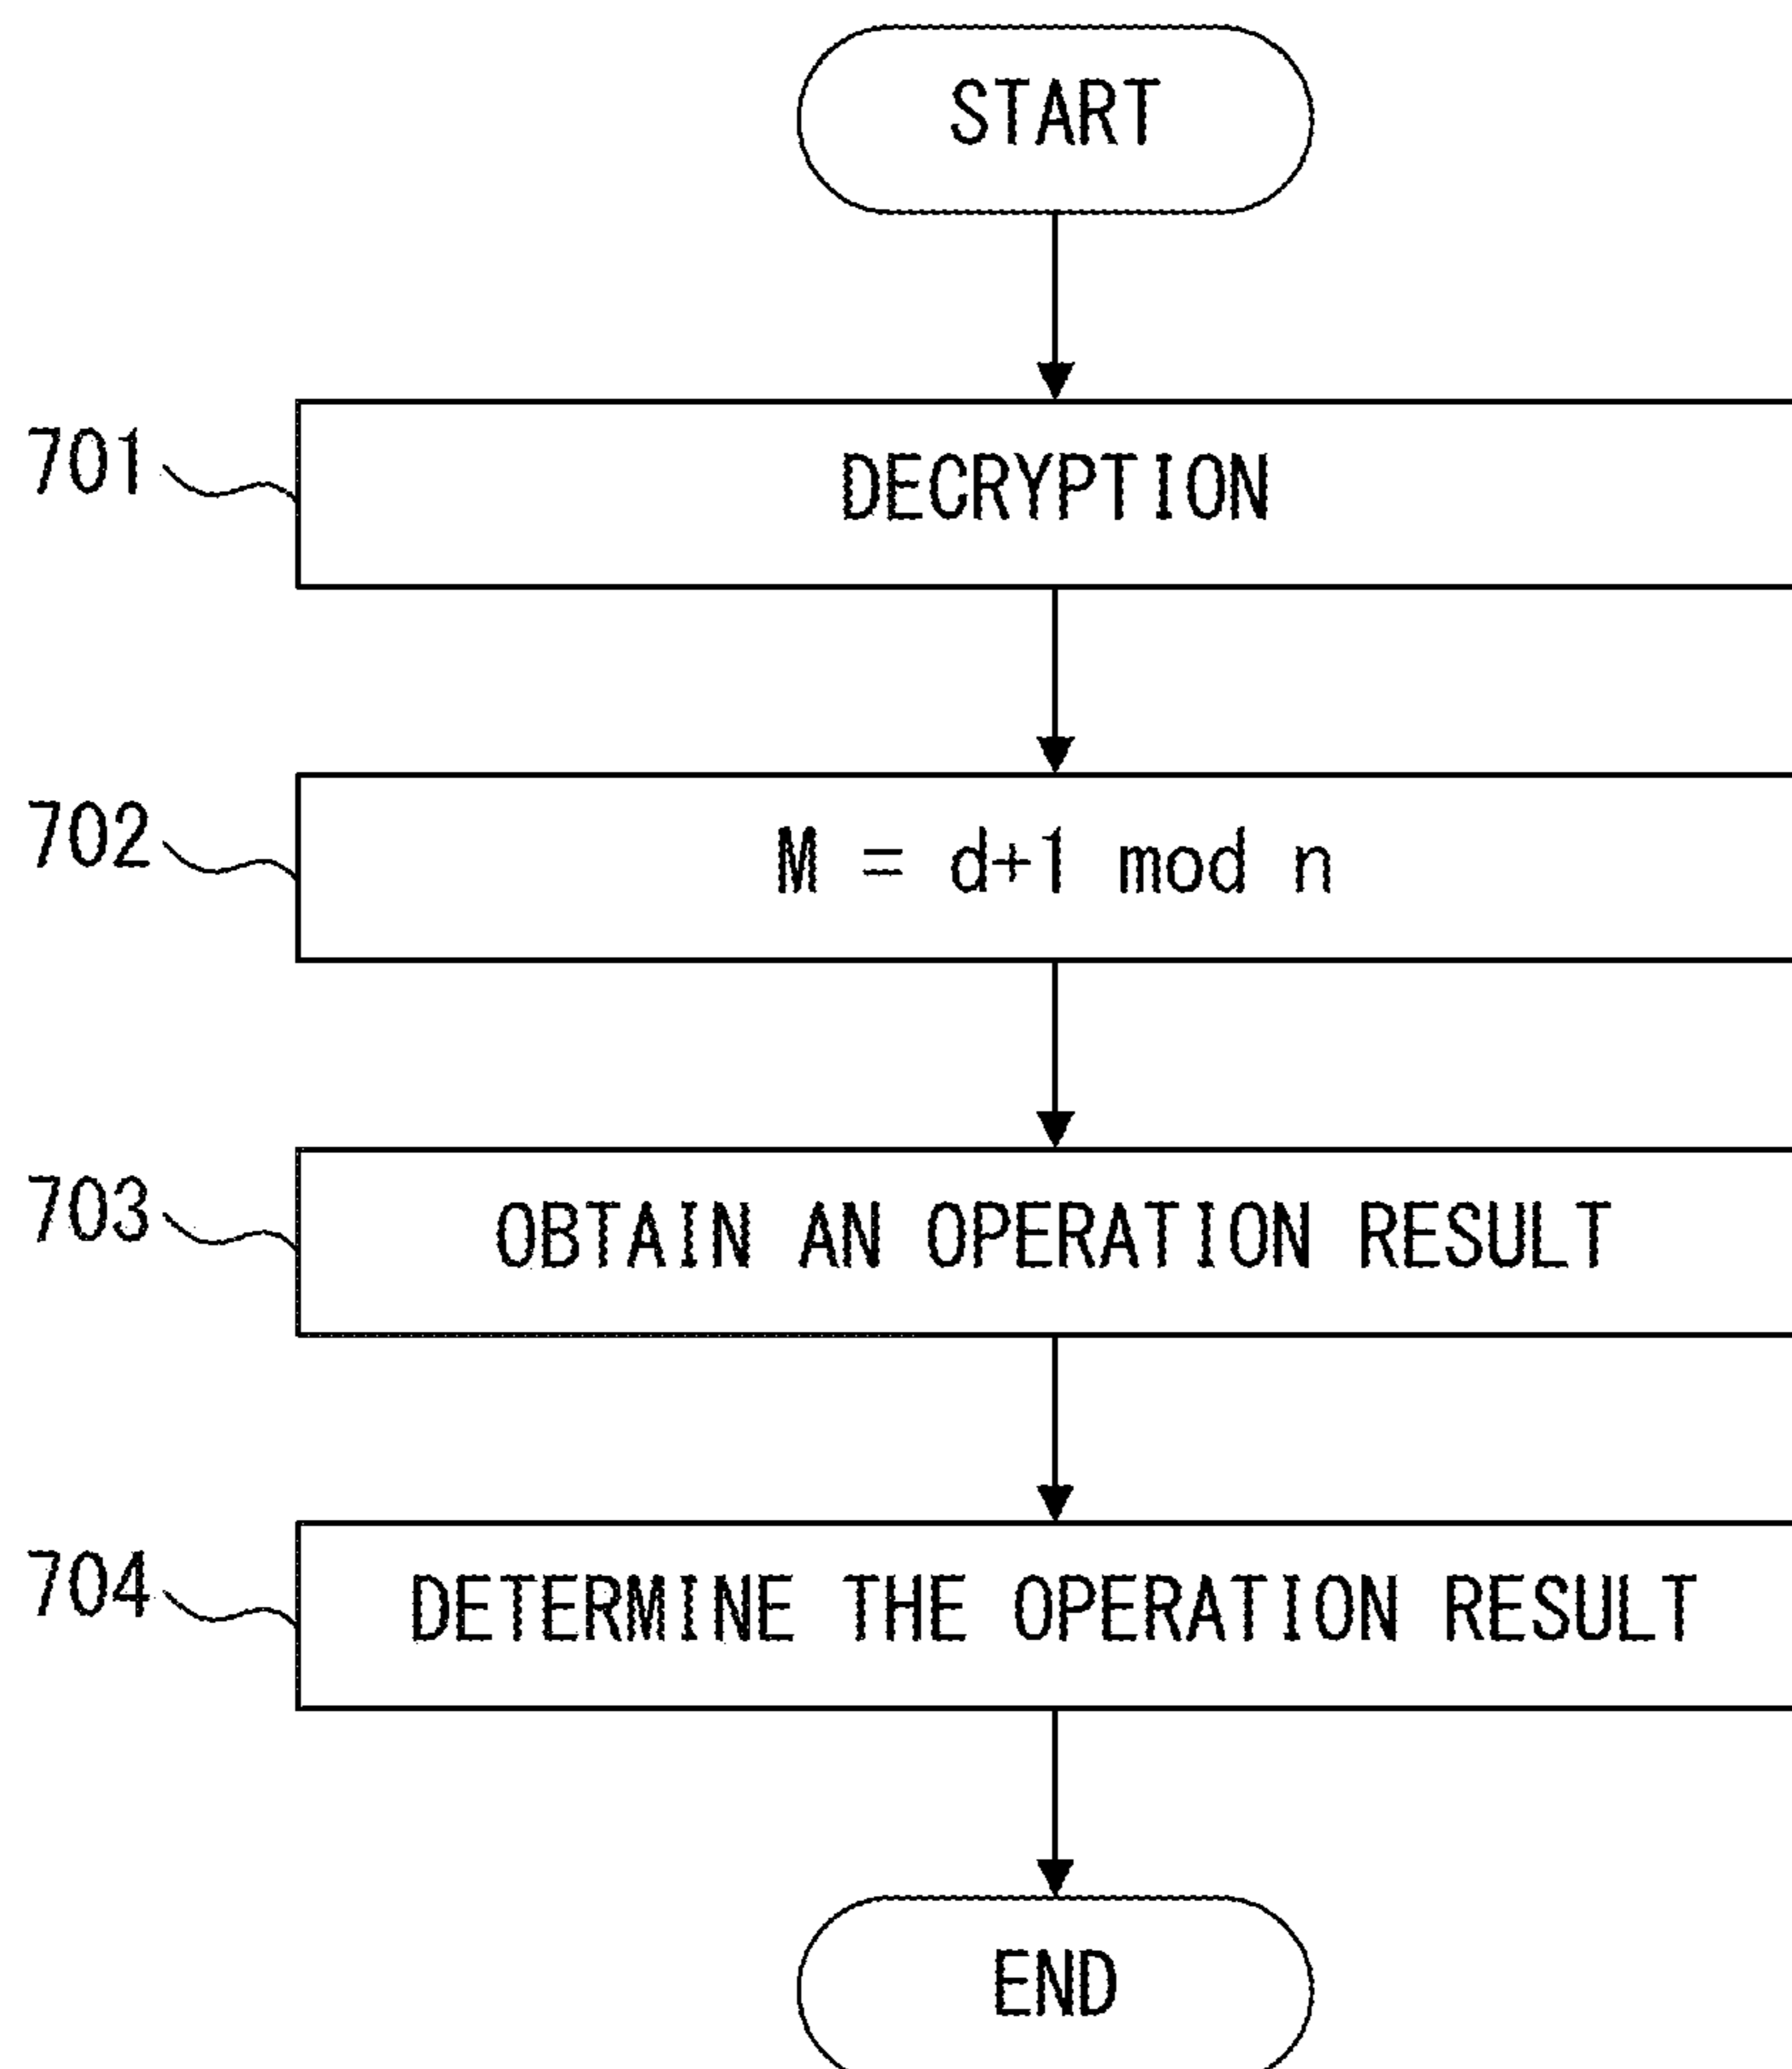 START
701
DECRYPTION
702
M = d+1 mod n
703
OBTAIN AN OPERATION RESULT
704
DETERMINE THE OPERATION RESULT
END